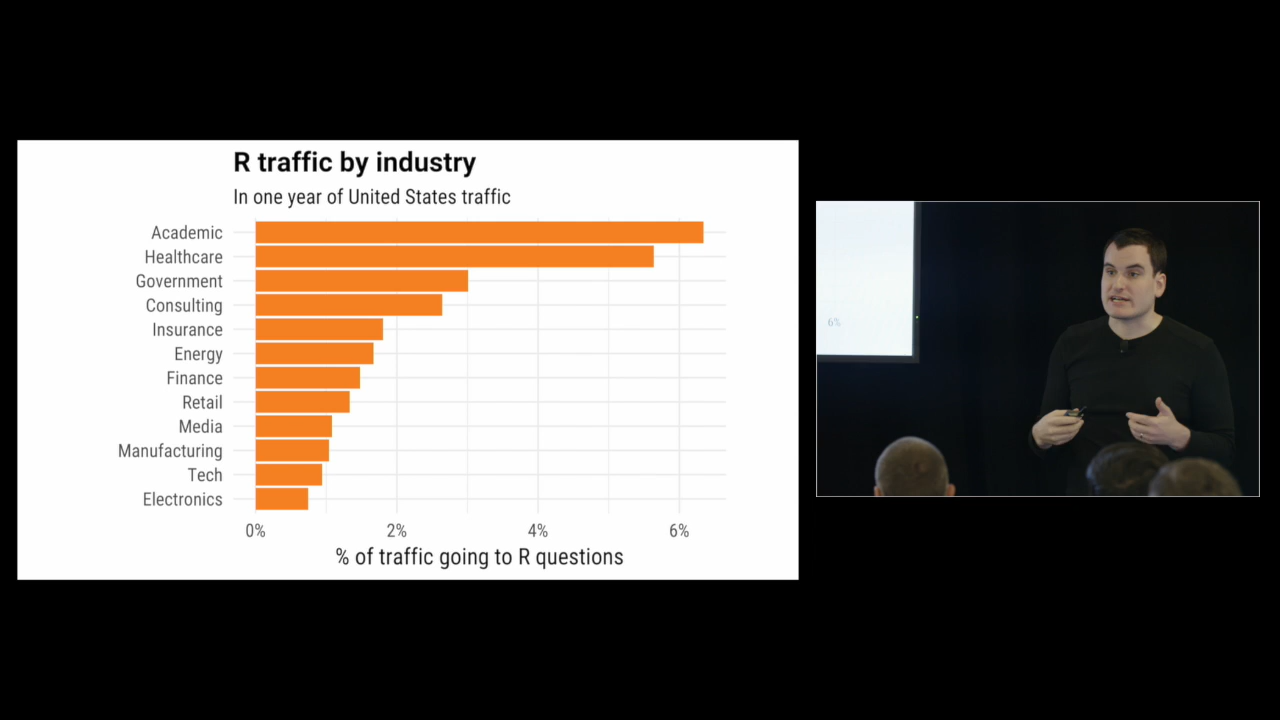 R traffic by industry
In one year of United States traffic
Academic
Healthcare
Government
Consulting
Insurance
Energy
Finance
Retail
Media
Manufacturing
Tech
Electronics
0% 2% 4% 6%
% of traffic going to R questions
6%